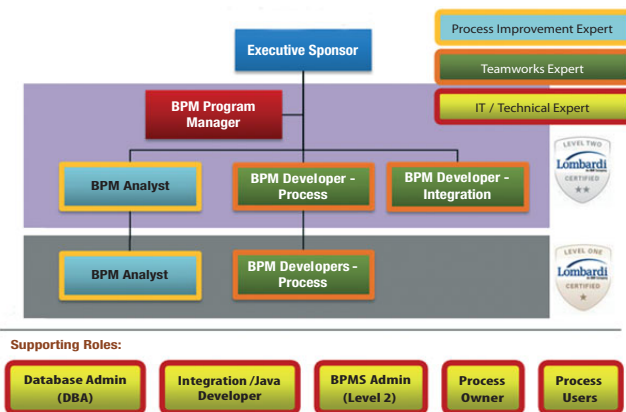 Executive Sponsor
Process Improvement Expert
Teamworks Expert
IT / Technical Expert
BPM Program
Manager
LEVEL TWO
Lombardi
CERTIFIED
BPM Analyst
BPM Developer -
Process
BPM Developer -
Integration
LEVEL ONE
Lombardi
CERTIFIED
BPM Analyst
BPM Developers -
Process
Supporting Roles:
Database Admin
(DBA)
Integration /Java
Developer
BPMS Admin
(Level 2)
Process
Owner
Process
Users